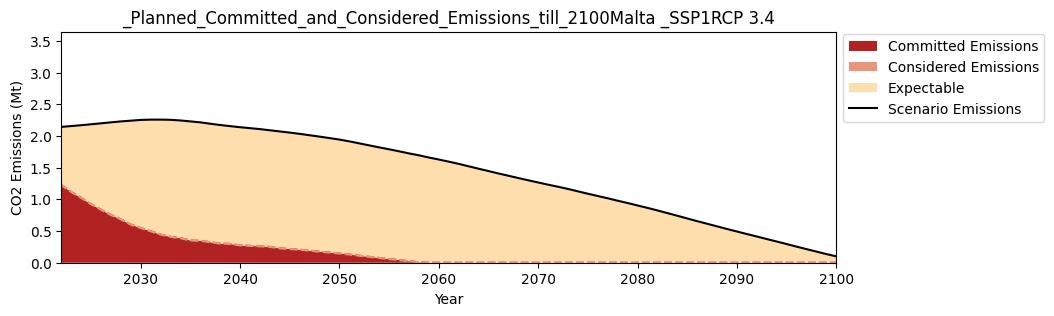 _Planned_Committed_and_Considered_Emissions_till_2100Malta _SSP1RCP 3.4
3.5
3.0
2.5
2.0
1.5
1.0
0.5
0.0
CO2 Emissions (Mt)
2030 2040 2050 2060 2070 2080 2090 2100
Year
Committed Emissions
Considered Emissions
Expectable
Scenario Emissions